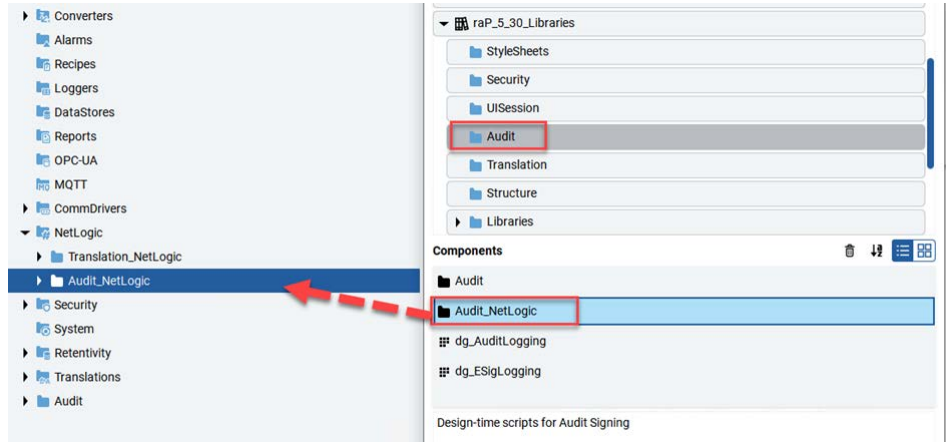 Converters
Alarms
Recipes
Loggers
DataStores
Reports
OPC-UA
MQTT
CommDrivers
NetLogic
Translation_NetLogic
Audit_NetLogic
Security
System
Retentivity
Translations
Audit
raP_5_30_Libraries
StyleSheets
Security
UISession
Audit
Translation
Structure
Libraries
Components
Audit
Audit_NetLogic
dg_AuditLogging
dg_ESigLogging
Design-time scripts for Audit Signing